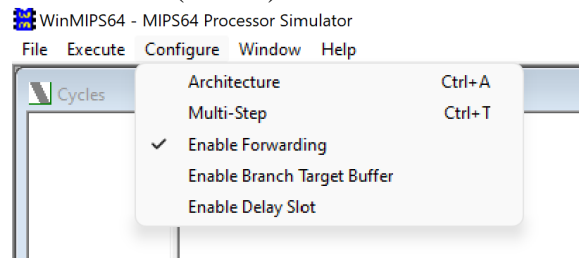 WinMIPS64 - MIPS64 Processor Simulator
File Execute Configure Window Help
Cycles
Architecture Ctrl+A
Multi-Step Ctrl+T
Enable Forwarding
Enable Branch Target Buffer
Enable Delay Slot